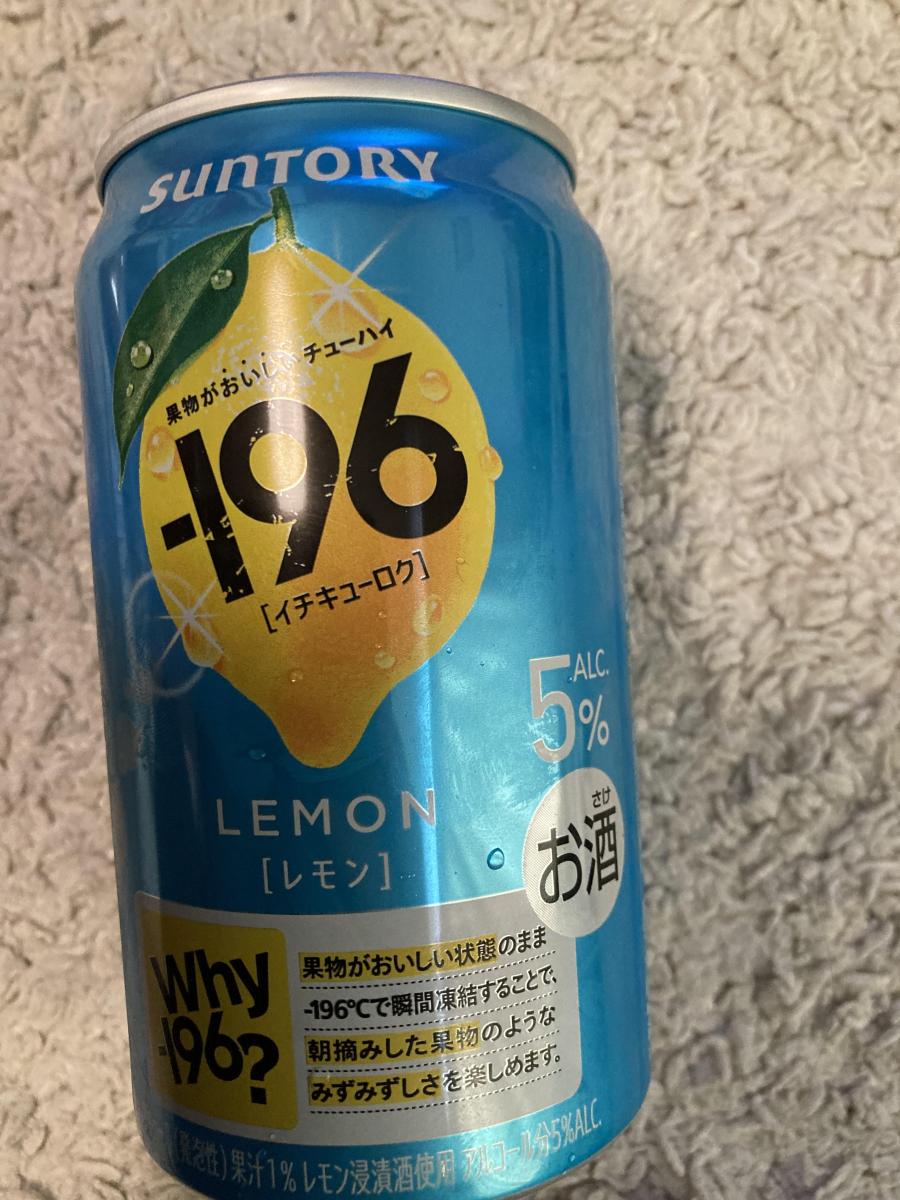 SUNTORY
果物がおいしいチューハイ
-196
[イチキューロク]
ALC.
5%
LEMON
[レモン]
さけ
お酒
Why
-196?
果物がおいしい状態のまま
-196℃で瞬間凍結することで、
朝摘みした果物のような
みずみずしさを楽しめます。
(発泡性)果汁1% レモン浸漬酒使用 アルコール分5%ALC.